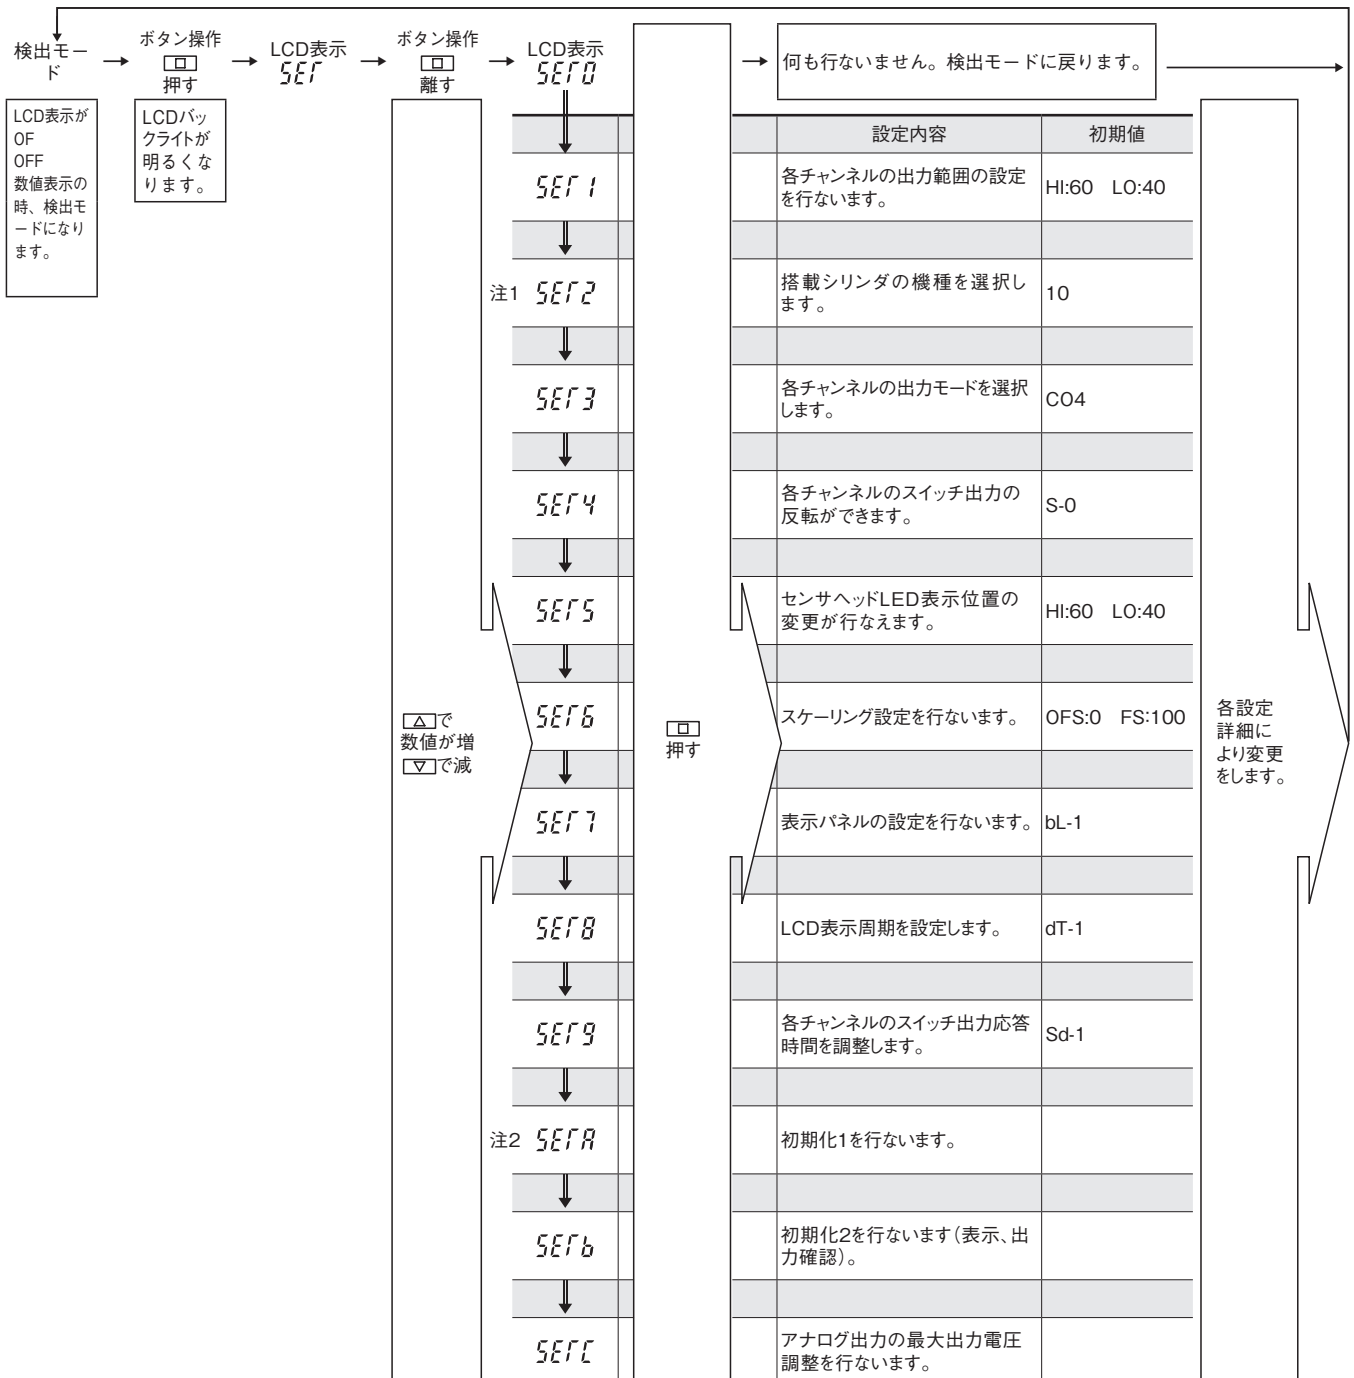 検出モー
ド
ボタン操作
押す
LCD表示
SET
ボタン操作
離す
LCD表示
SET0
何も行ないません。検出モードに戻ります。
LCD表示が
OF
OFF
数値表示の
時、検出モ
ードになり
ます。
LCDバッ
クライトが
明るくな
ります。
設定内容
初期値
SET1
各チャンネルの出力範囲の設定
を行ないます。
HI:60 LO:40
注1 SET2
搭載シリンダの機種を選択し
ます。
10
SET3
各チャンネルの出力モードを選択
します。
CO4
SET4
各チャンネルのスイッチ出力の
反転ができます。
S-0
SET5
センサヘッドLED表示位置の
変更が行なえます。
HI:60 LO:40
△で
数値が増
▽で減
SET6
押す
スケーリング設定を行ないます。
OFS:0 FS:100
各設定
詳細に
より変更
をします。
SET7
表示パネルの設定を行ないます。
bL-1
SET8
LCD表示周期を設定します。
dT-1
SET9
各チャンネルのスイッチ出力応答
時間を調整します。
Sd-1
注2 SETA
初期化1を行ないます。
SETb
初期化2を行ないます(表示、出
力確認)。
SETC
アナログ出力の最大出力電圧
調整を行ないます。